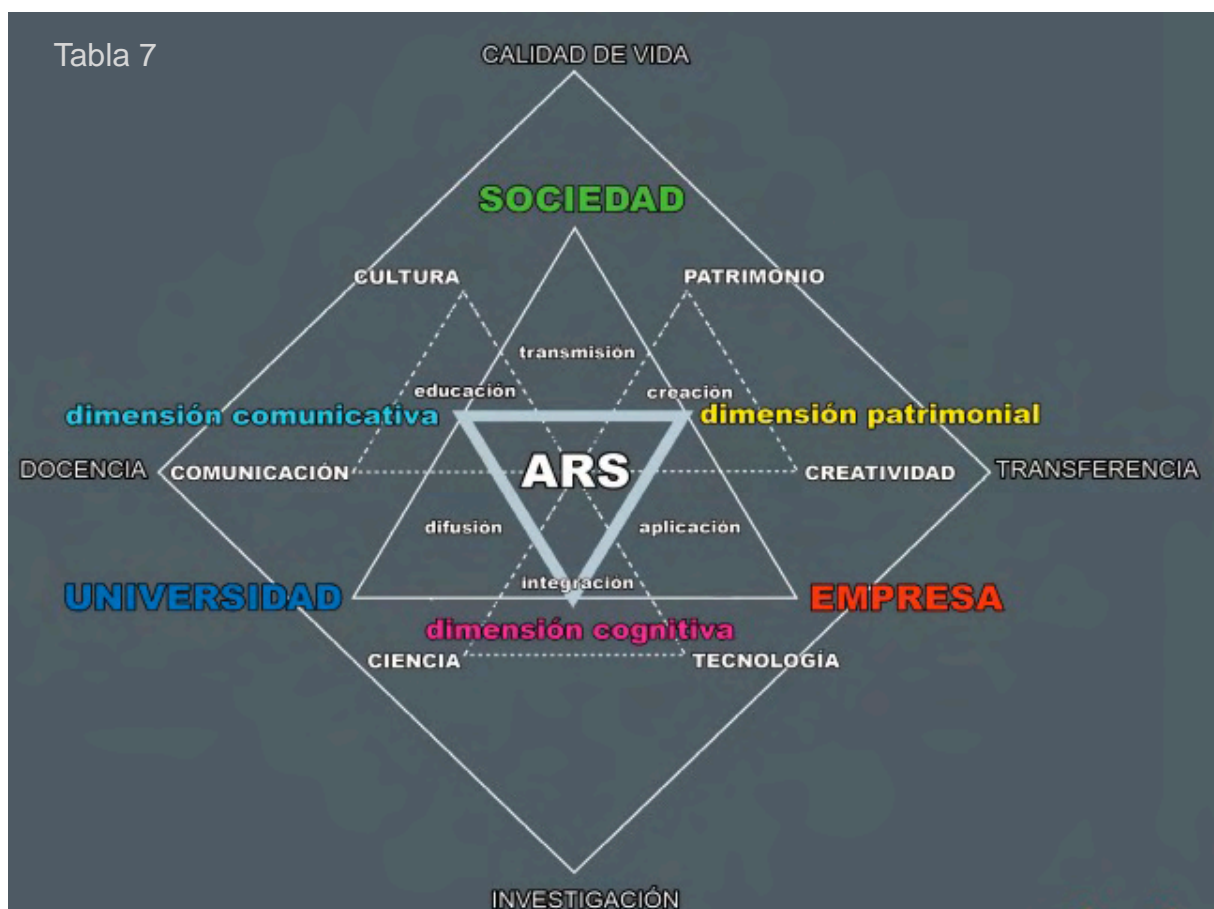 Tabla 7
CALIDAD DE VIDA
SOCIEDAD
CULTURA
PATRIMONIO
transmisión
educación
creación
dimensión comunicativa
dimensión patrimonial
DOCENCIA
COMUNICACIÓN
ARS
CREATIVIDAD
TRANSFERENCIA
difusión
aplicación
integración
UNIVERSIDAD
EMPRESA
dimensión cognitiva
CIENCIA
TECNOLOGÍA
INVESTIGACIÓN